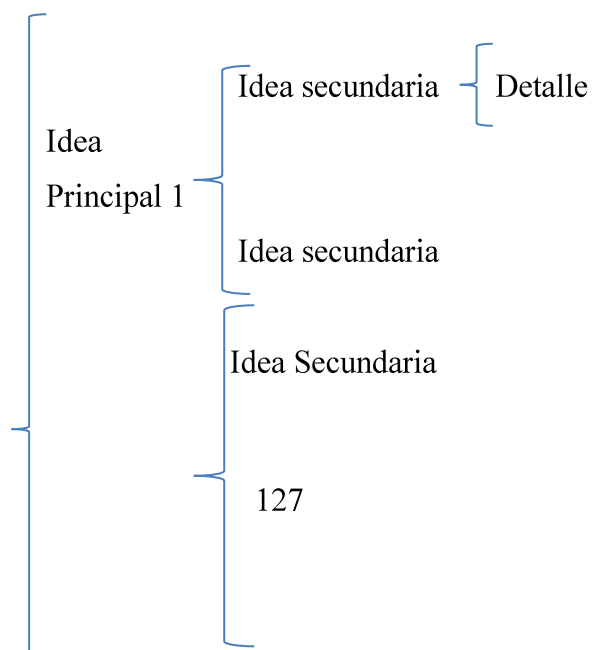 Idea secundaria
Detalle
Idea
Principal 1
Idea secundaria
Idea Secundaria
127